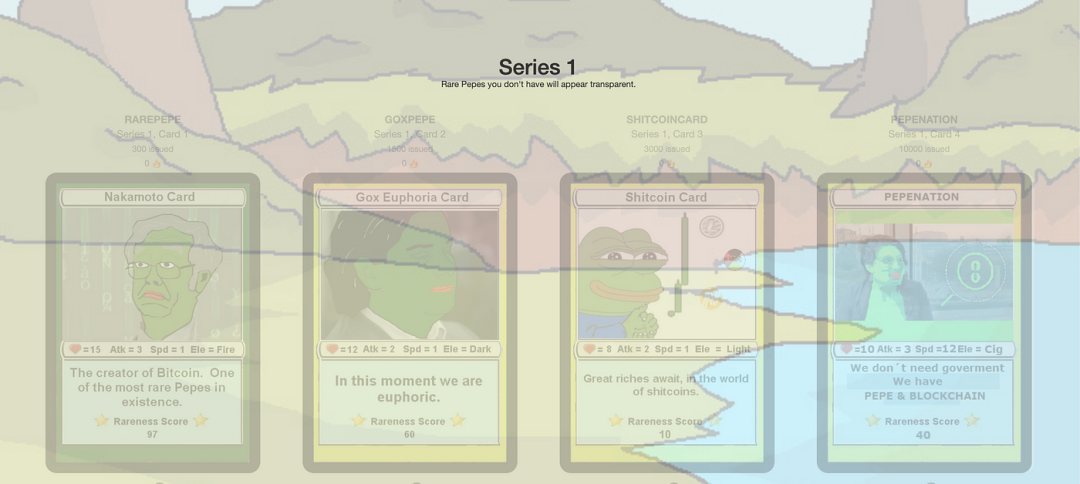 Series 1
Rare Pepes you don't have will appear transparent.
RAREPEPE
Series 1, Card 1
300 issued
0
Nakamoto Card
=15 Atk = 3 Spd = 1 Ele = Fire
The creator of Bitcoin. One
of the most rare Pepes in
existence.
Rareness Score
97
GOXPEPE
Series 1, Card 2
1500 issued
0
Gox Euphoria Card
=12 Atk = 2 Spd = 1 Ele = Dark
In this moment we are
euphoric.
Rareness Score
60
SHITCOINCARD
Series 1, Card 3
3000 issued
0
Shitcoin Card
= 8 Atk = 2 Spd = 1 Ele = Light
Great riches await, in the world
of shitcoins.
Rareness Score
10
PEPENATION
Series 1, Card 4
10000 issued
0
PEPENATION
=10 Atk = 3 Spd =12 Ele= Cig
We don´t need goverment
We have
PEPE & BLOCKCHAIN
Rareness Score
40